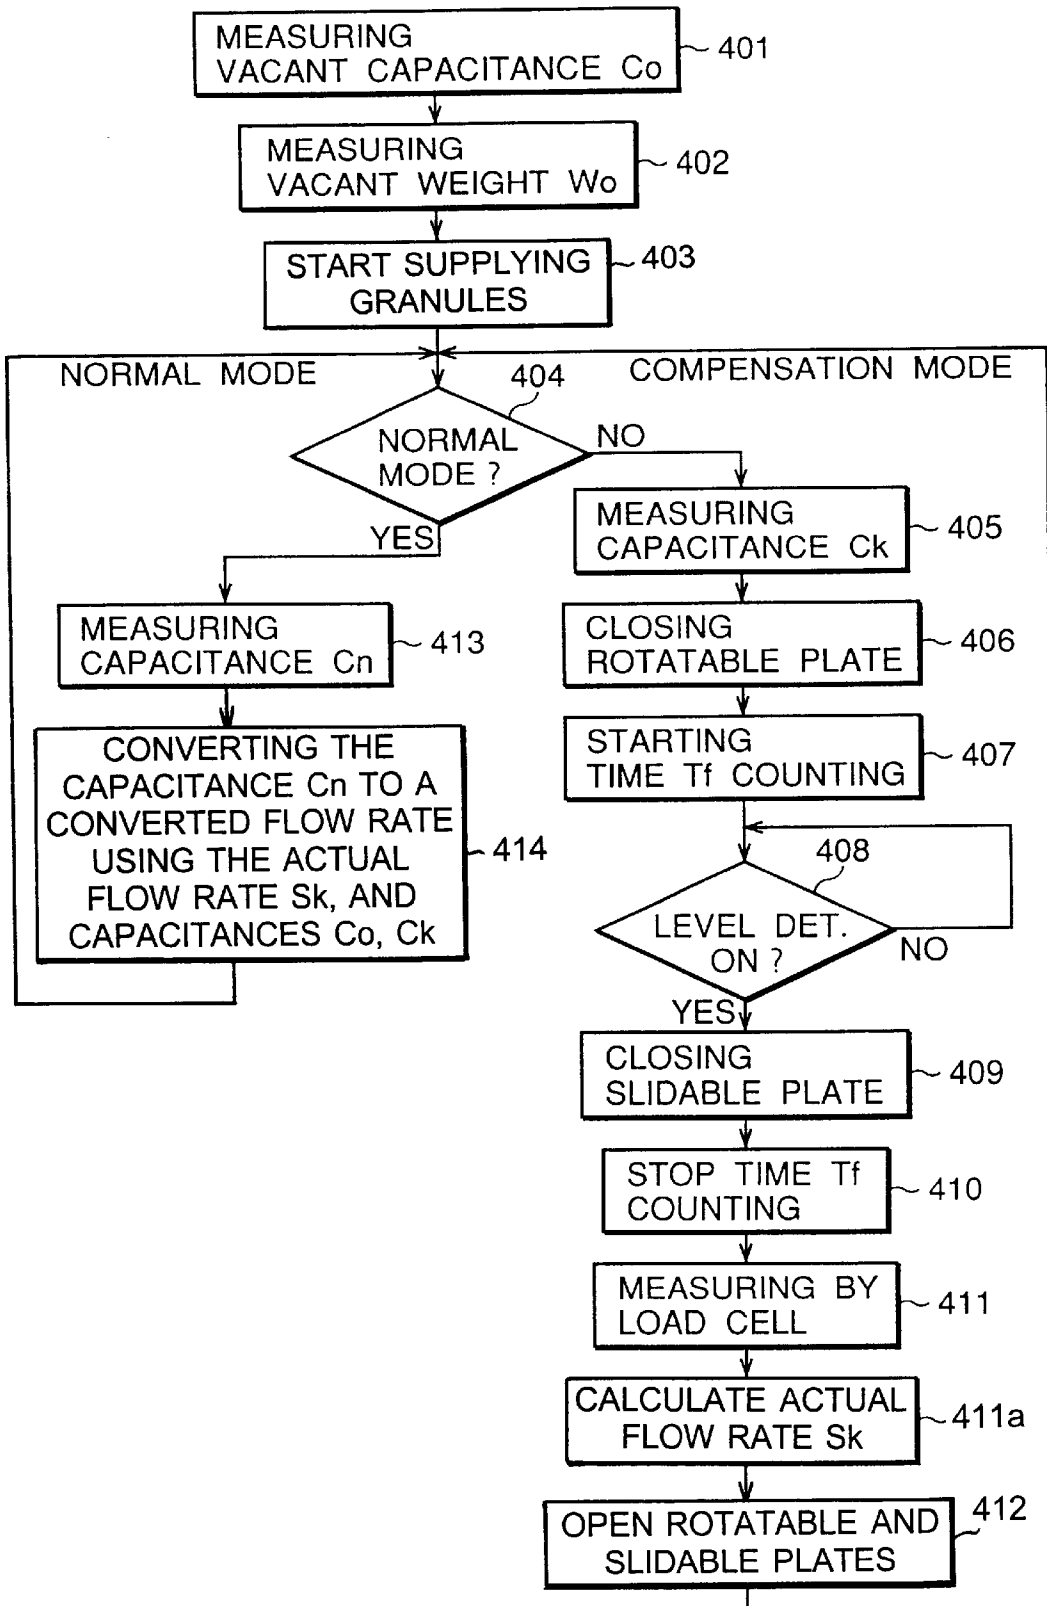 MEASURING
VACANT CAPACITANCE Co
401
MEASURING
VACANT WEIGHT Wo
402
START SUPPLYING
GRANULES
403
NORMAL MODE
COMPENSATION MODE
404
NORMAL
MODE ?
NO
YES
MEASURING
CAPACITANCE Ck
405
CLOSING
ROTATABLE PLATE
406
STARTING
TIME Tf COUNTING
407
MEASURING
CAPACITANCE Cn
413
CONVERTING THE
CAPACITANCE Cn TO A
CONVERTED FLOW RATE
USING THE ACTUAL
FLOW RATE Sk, AND
CAPACITANCES Co, Ck
414
408
LEVEL DET.
ON ?
NO
YES
CLOSING
SLIDABLE PLATE
409
STOP TIME Tf
COUNTING
410
MEASURING BY
LOAD CELL
411
CALCULATE ACTUAL
FLOW RATE Sk
411a
OPEN ROTATABLE AND
SLIDABLE PLATES
412